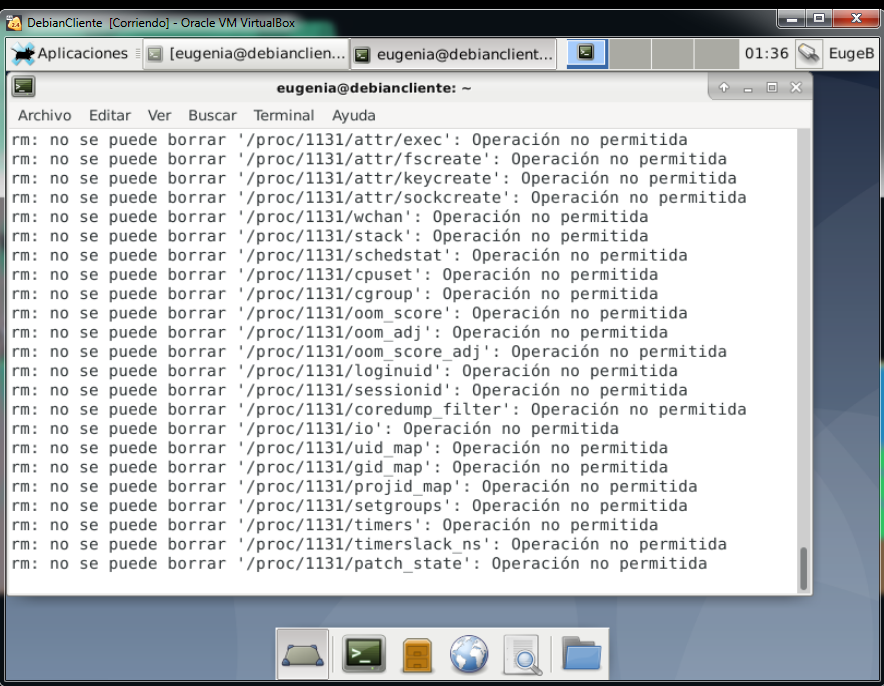 DebianCliente [Corriendo] - Oracle VM VirtualBox
Aplicaciones [eugenia@debianclien... eugenia@debianclient... 01:36 EugeB
eugenia@debiancliente: ~
Archivo Editar Ver Buscar Terminal Ayuda
rm: no se puede borrar '/proc/1131/attr/exec': Operación no permitida
rm: no se puede borrar '/proc/1131/attr/fscreate': Operación no permitida
rm: no se puede borrar '/proc/1131/attr/keycreate': Operación no permitida
rm: no se puede borrar '/proc/1131/attr/sockcreate': Operación no permitida
rm: no se puede borrar '/proc/1131/wchan': Operación no permitida
rm: no se puede borrar '/proc/1131/stack': Operación no permitida
rm: no se puede borrar '/proc/1131/schedstat': Operación no permitida
rm: no se puede borrar '/proc/1131/cpuset': Operación no permitida
rm: no se puede borrar '/proc/1131/cgroup': Operación no permitida
rm: no se puede borrar '/proc/1131/oom_score': Operación no permitida
rm: no se puede borrar '/proc/1131/oom_adj': Operación no permitida
rm: no se puede borrar '/proc/1131/oom_score_adj': Operación no permitida
rm: no se puede borrar '/proc/1131/loginuid': Operación no permitida
rm: no se puede borrar '/proc/1131/sessionid': Operación no permitida
rm: no se puede borrar '/proc/1131/coredump_filter': Operación no permitida
rm: no se puede borrar '/proc/1131/io': Operación no permitida
rm: no se puede borrar '/proc/1131/uid_map': Operación no permitida
rm: no se puede borrar '/proc/1131/gid_map': Operación no permitida
rm: no se puede borrar '/proc/1131/projid_map': Operación no permitida
rm: no se puede borrar '/proc/1131/setgroups': Operación no permitida
rm: no se puede borrar '/proc/1131/timers': Operación no permitida
rm: no se puede borrar '/proc/1131/timerslack_ns': Operación no permitida
rm: no se puede borrar '/proc/1131/patch_state': Operación no permitida